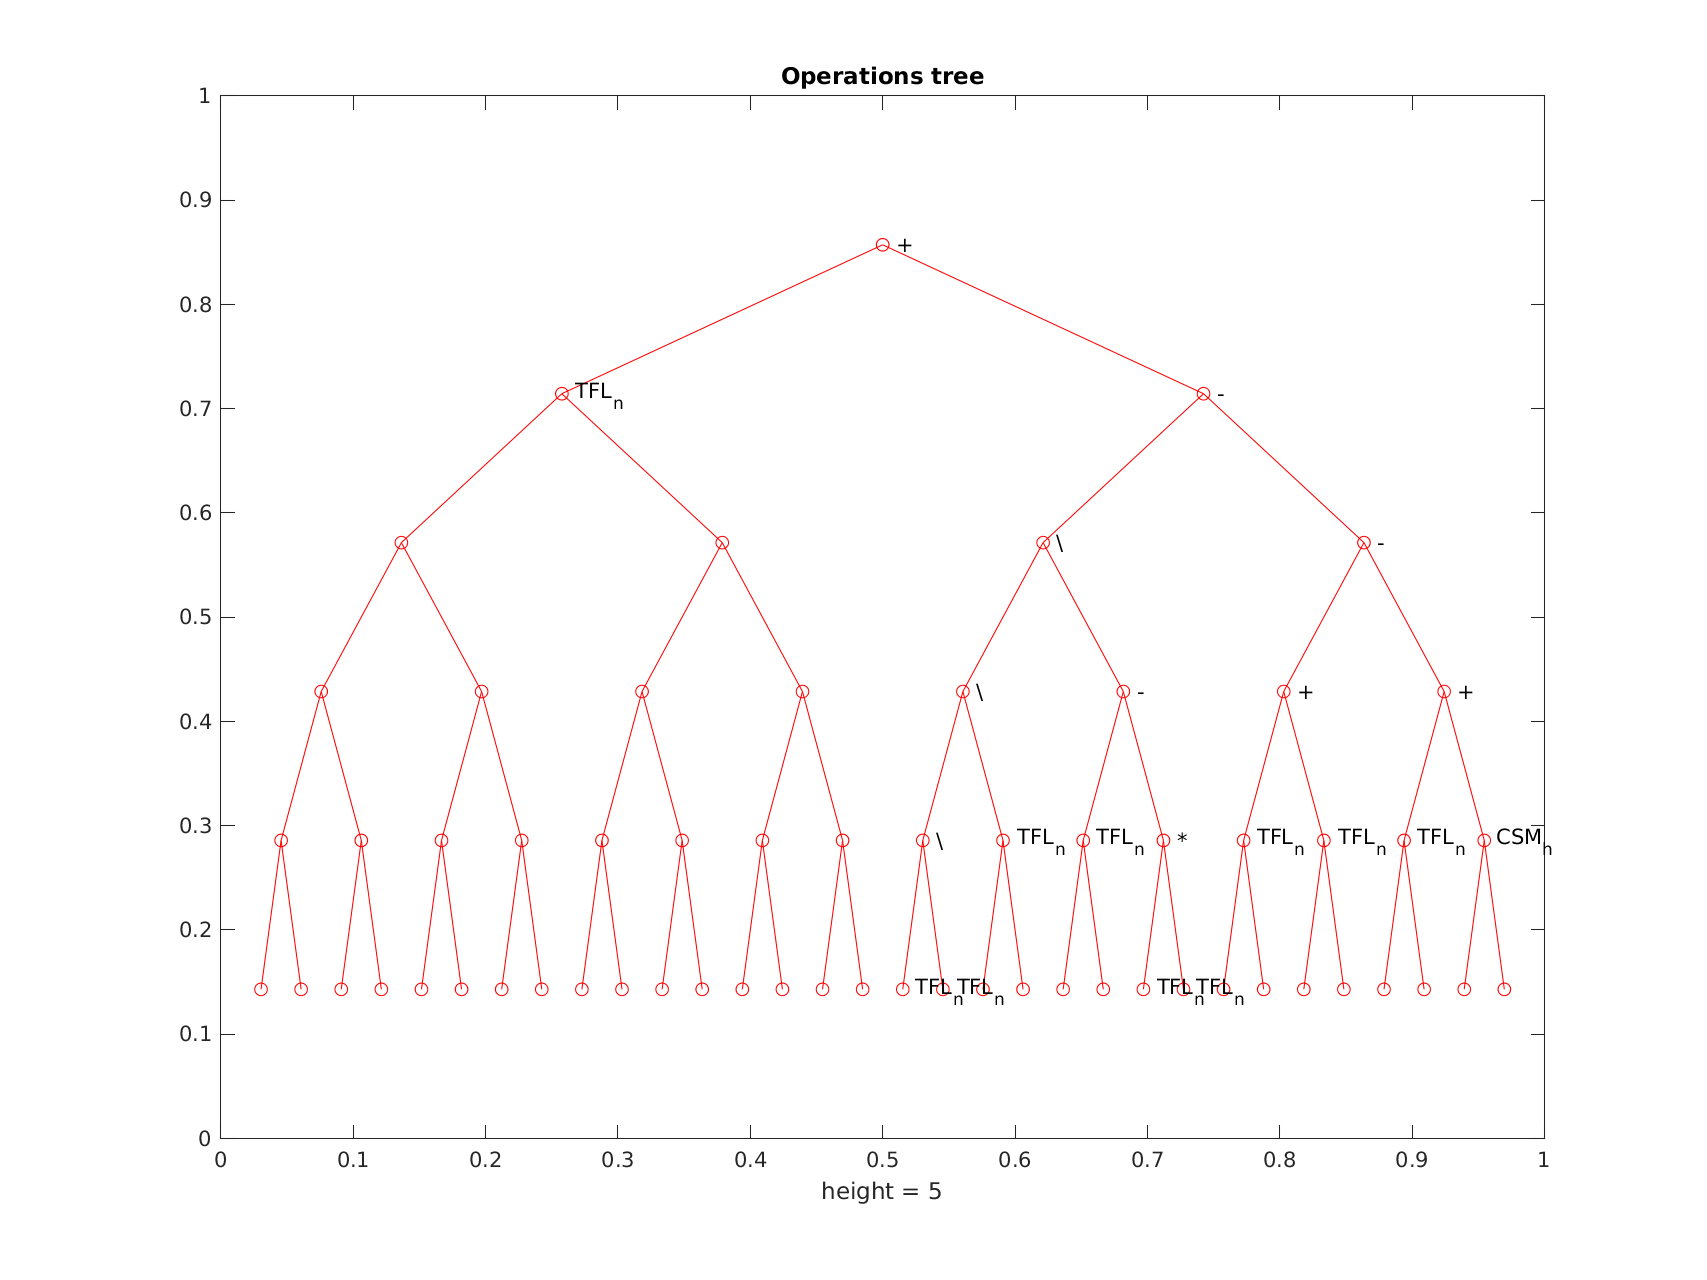 Operations tree
1
0.9
+
0.8
TFLn -
0.7
0.6
\ -
0.5
\ - + +
0.4
0.3
\ TFLn TFLn * TFLn TFLn TFLn CSMn
0.2
TFLn TFLn TFLn TFLn
0.1
0
0 0.1 0.2 0.3 0.4 0.5 0.6 0.7 0.8 0.9 1
height = 5